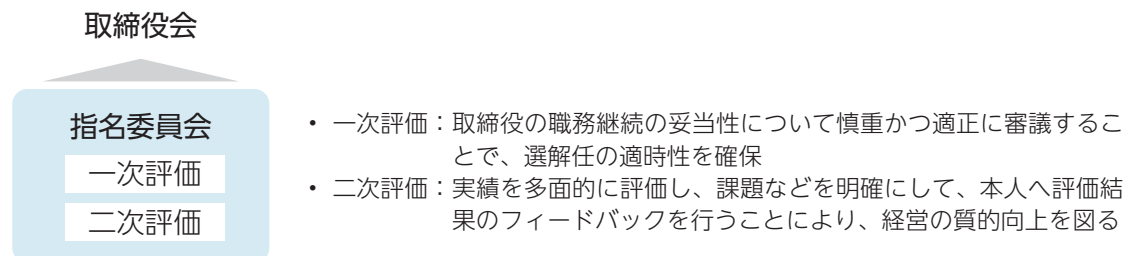 取締役会
指名委員会
一次評価
二次評価
• 一次評価：取締役の職務継続の妥当性について慎重かつ適正に審議するこ
とで、選解任の適時性を確保
• 二次評価：実績を多面的に評価し、課題などを明確にして、本人へ評価結
果のフィードバックを行うことにより、経営の質的向上を図る